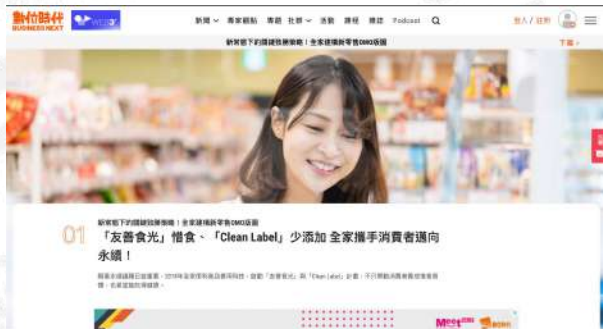 數位時代
BUSINESS NEXT
新聞 專家觀點 專題 社群 活動 課程 雜誌 Podcast
登入 / 註冊
新常態下的關鍵致勝策略！全家建構新零售OMO版圖
下篇
01
新常態下的關鍵致勝策略！全家建構新零售OMO版圖
「友善食光」惜食、「Clean Label」少添加 全家攜手消費者邁向
永續！
Meet